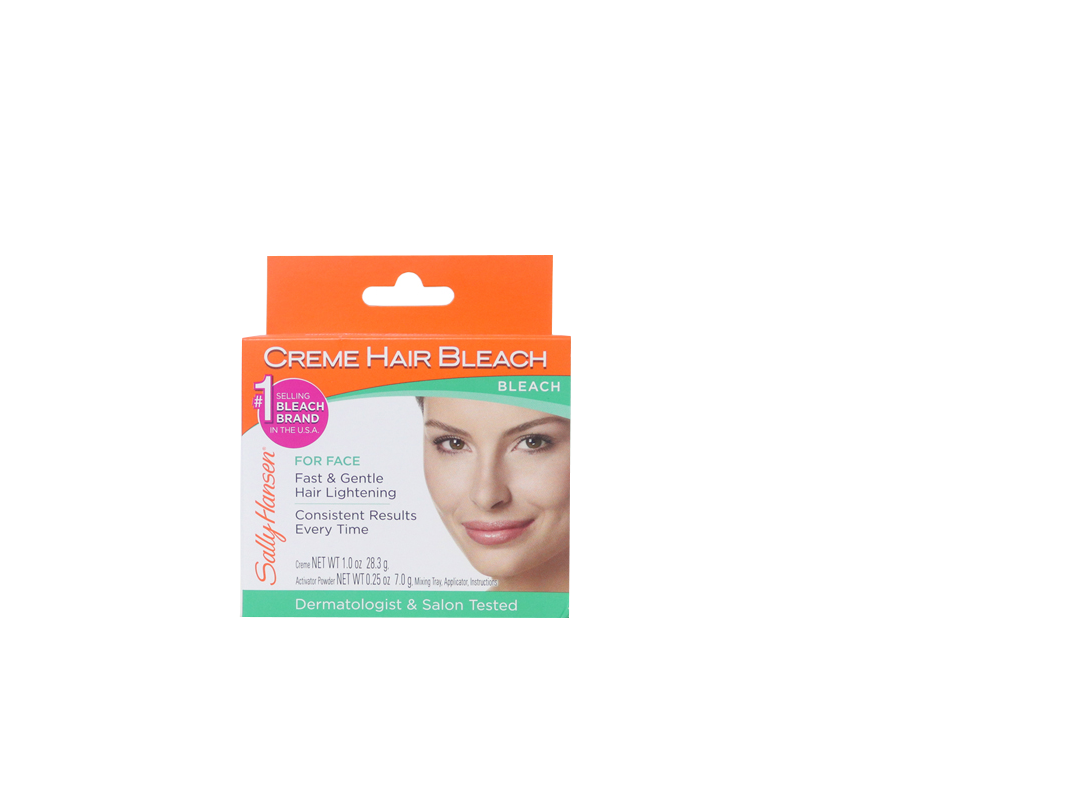 CREME HAIR BLEACH
BLEACH
#1
SELLING
BLEACH
BRAND
IN THE U.S.A.
Sally Hansen®
FOR FACE
Fast & Gentle
Hair Lightening
Consistent Results
Every Time
Creme NET WT 1.0 oz 28.3 g.
Activator Powder NET WT 0.25 oz 7.0 g. Mixing Tray, Applicator, Instructions
Dermatologist & Salon Tested